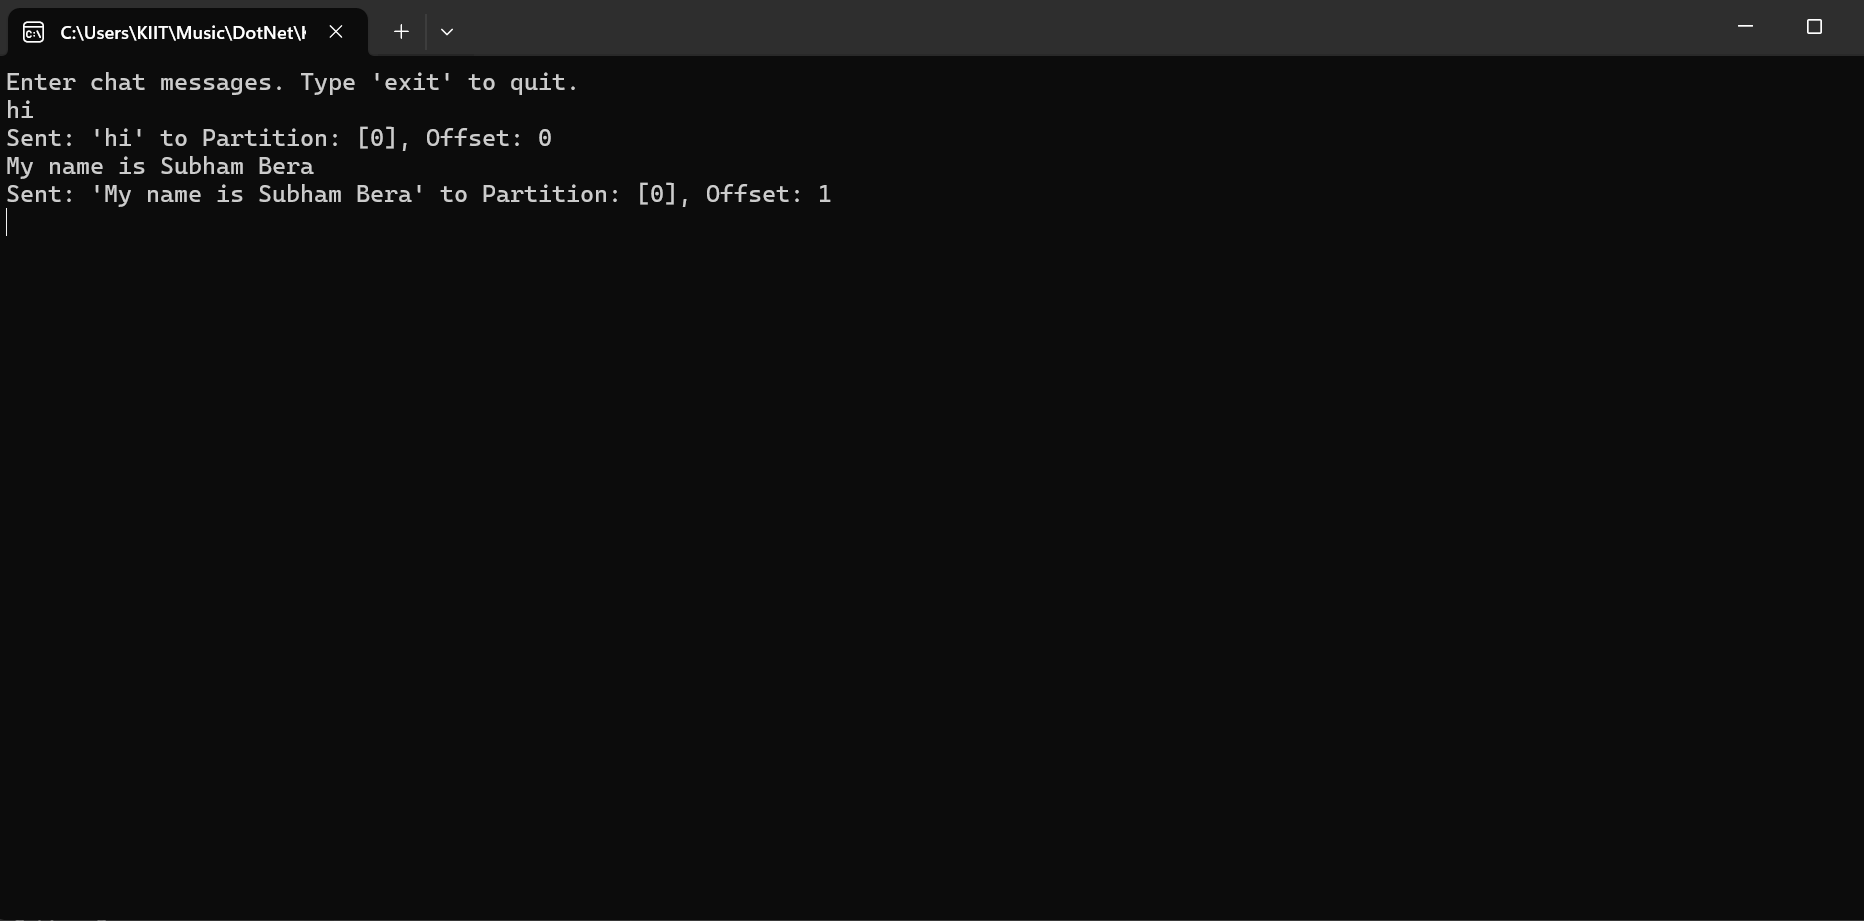 C:\Users\KIIT\Music\DotNet\
Enter chat messages. Type 'exit' to quit.
hi
Sent: 'hi' to Partition: [0], Offset: 0
My name is Subham Bera
Sent: 'My name is Subham Bera' to Partition: [0], Offset: 1